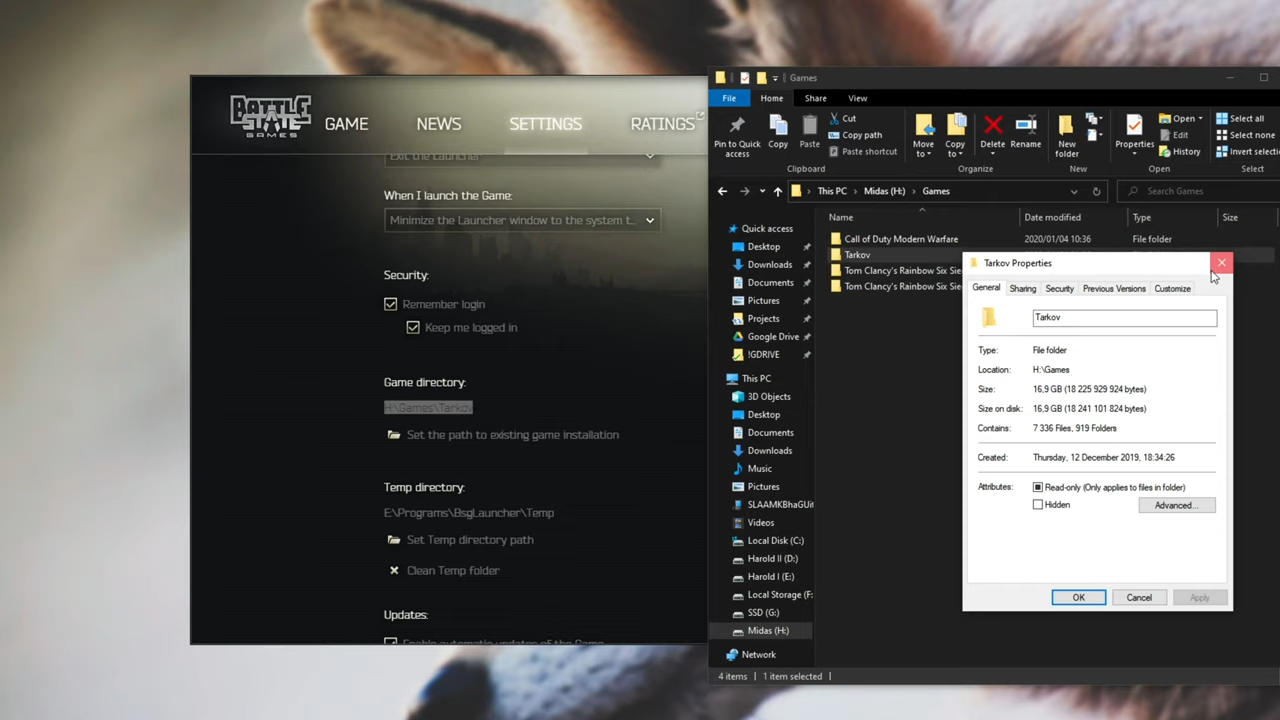 BATTLE
STATE
GAMES
GAME
NEWS
SETTINGS
RATINGS
Exit the Launcher
When I launch the Game:
Minimize the Launcher window to the system t...
Security:
Remember login
Keep me logged in
Game directory:
H:\Games\Tarkov
Set the path to existing game installation
Temp directory:
E:\Programs\BsgLauncher\Temp
Set Temp directory path
Clean Temp folder
Updates:
Enable automatic updates of the Game
Games
File
Home
Share
View
Pin to Quick
access
Copy
Paste
Cut
Copy path
Paste shortcut
Clipboard
Move
to
Copy
to
Delete
Rename
Organize
New
folder
New
Properties
Open
Edit
History
Open
Select all
Select none
Invert selecti
Select
This PC
Midas (H:)
Games
Search Games
Name
Date modified
Type
Size
Quick access
Desktop
Downloads
Documents
Pictures
Projects
Google Drive
!GDRIVE
This PC
3D Objects
Desktop
Documents
Downloads
Music
Pictures
SLAAMKBhaGUit
Videos
Local Disk (C:)
Harold II (D:)
Harold I (E:)
Local Storage (F:
SSD (G:)
Midas (H:)
Network
Call of Duty Modern Warfare
2020/01/04 10:36
File folder
Tarkov
Tom Clancy's Rainbow Six Sie
Tom Clancy's Rainbow Six Sie
Tarkov Properties
General
Sharing
Security
Previous Versions
Customize
Tarkov
Type:
File folder
Location:
H:\Games
Size:
16,9 GB (18 225 929 924 bytes)
Size on disk:
16,9 GB (18 241 101 824 bytes)
Contains:
7 336 Files, 919 Folders
Created:
Thursday, 12 December 2019, 18:34:26
Attributes:
Read-only (Only applies to files in folder)
Hidden
Advanced...
OK
Cancel
Apply
4 items
1 item selected